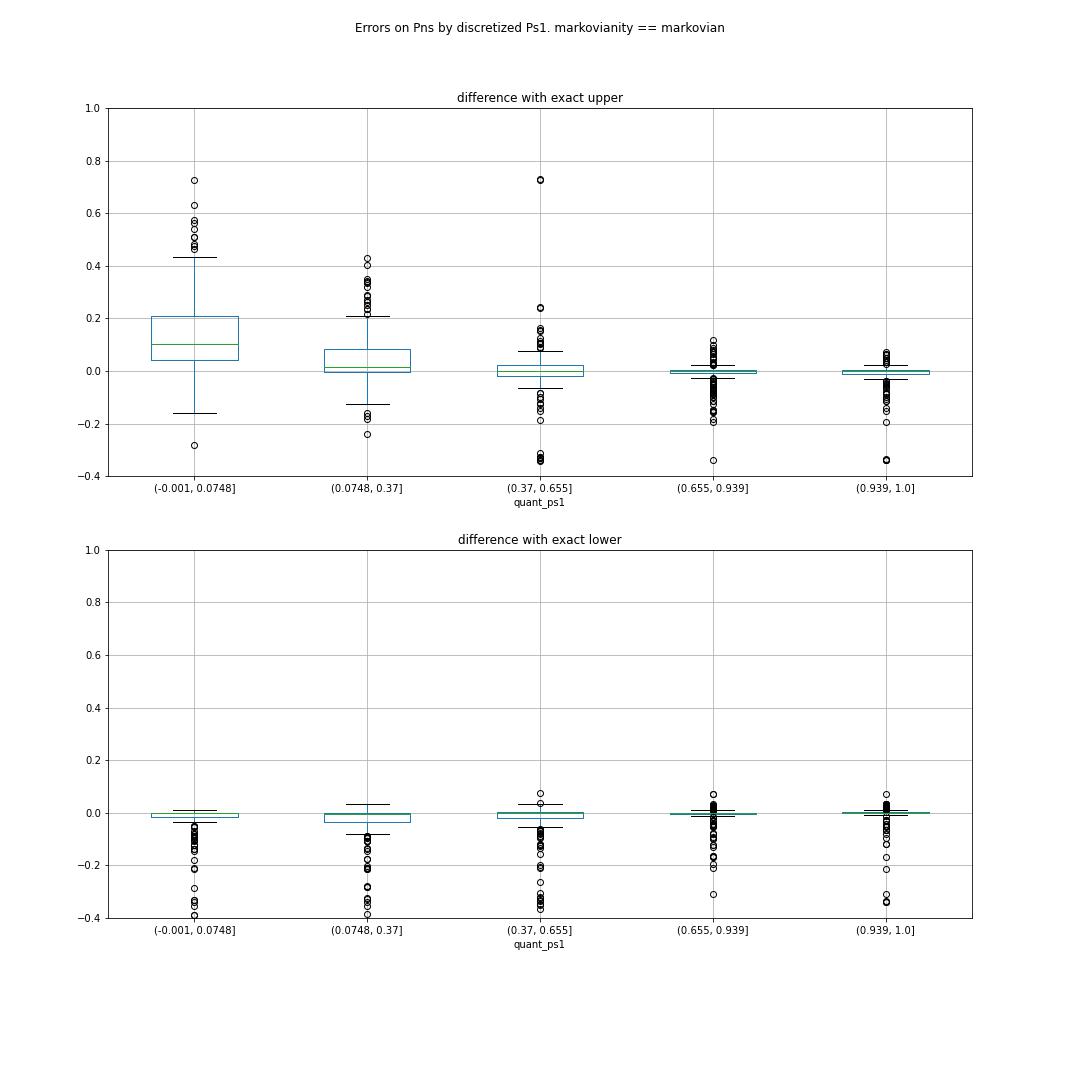 Errors on Pns by discretized Ps1. markovianity == markovian
difference with exact upper
1.0
0.8
0.6
0.4
0.2
0.0
−0.2
−0.4
(-0.001, 0.0748] (0.0748, 0.37] (0.37, 0.655] (0.655, 0.939] (0.939, 1.0]
quant_ps1
difference with exact lower
1.0
0.8
0.6
0.4
0.2
0.0
−0.2
−0.4
(-0.001, 0.0748] (0.0748, 0.37] (0.37, 0.655] (0.655, 0.939] (0.939, 1.0]
quant_ps1